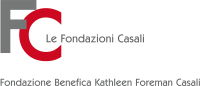 FC Le Fondazioni Casali
Fondazione Benefica Kathleen Foreman Casali